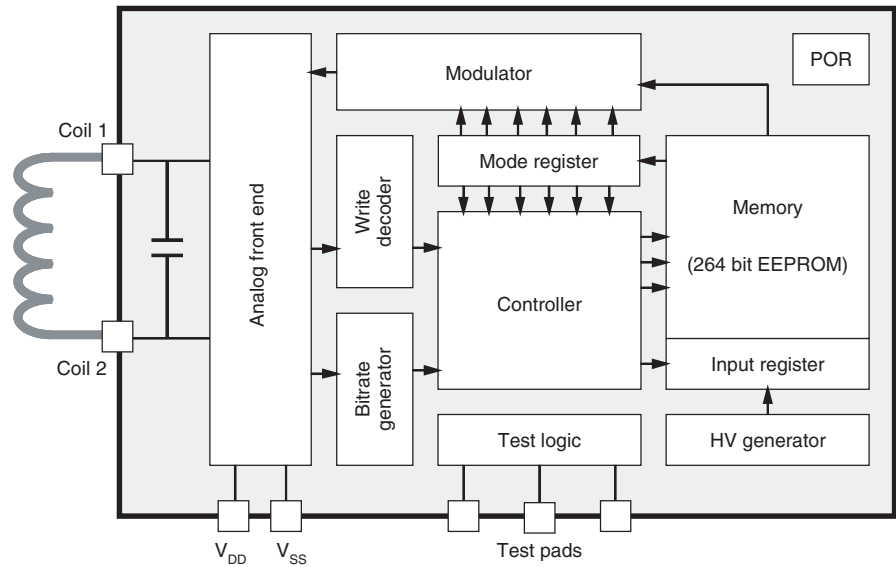 POR
Modulator
Coil 1
Mode register
Write
decoder
Memory
Analog front end
(264 bit EEPROM)
Controller
Coil 2
Bitrate
generator
Input register
Test logic
HV generator
VDD
VSS
Test pads